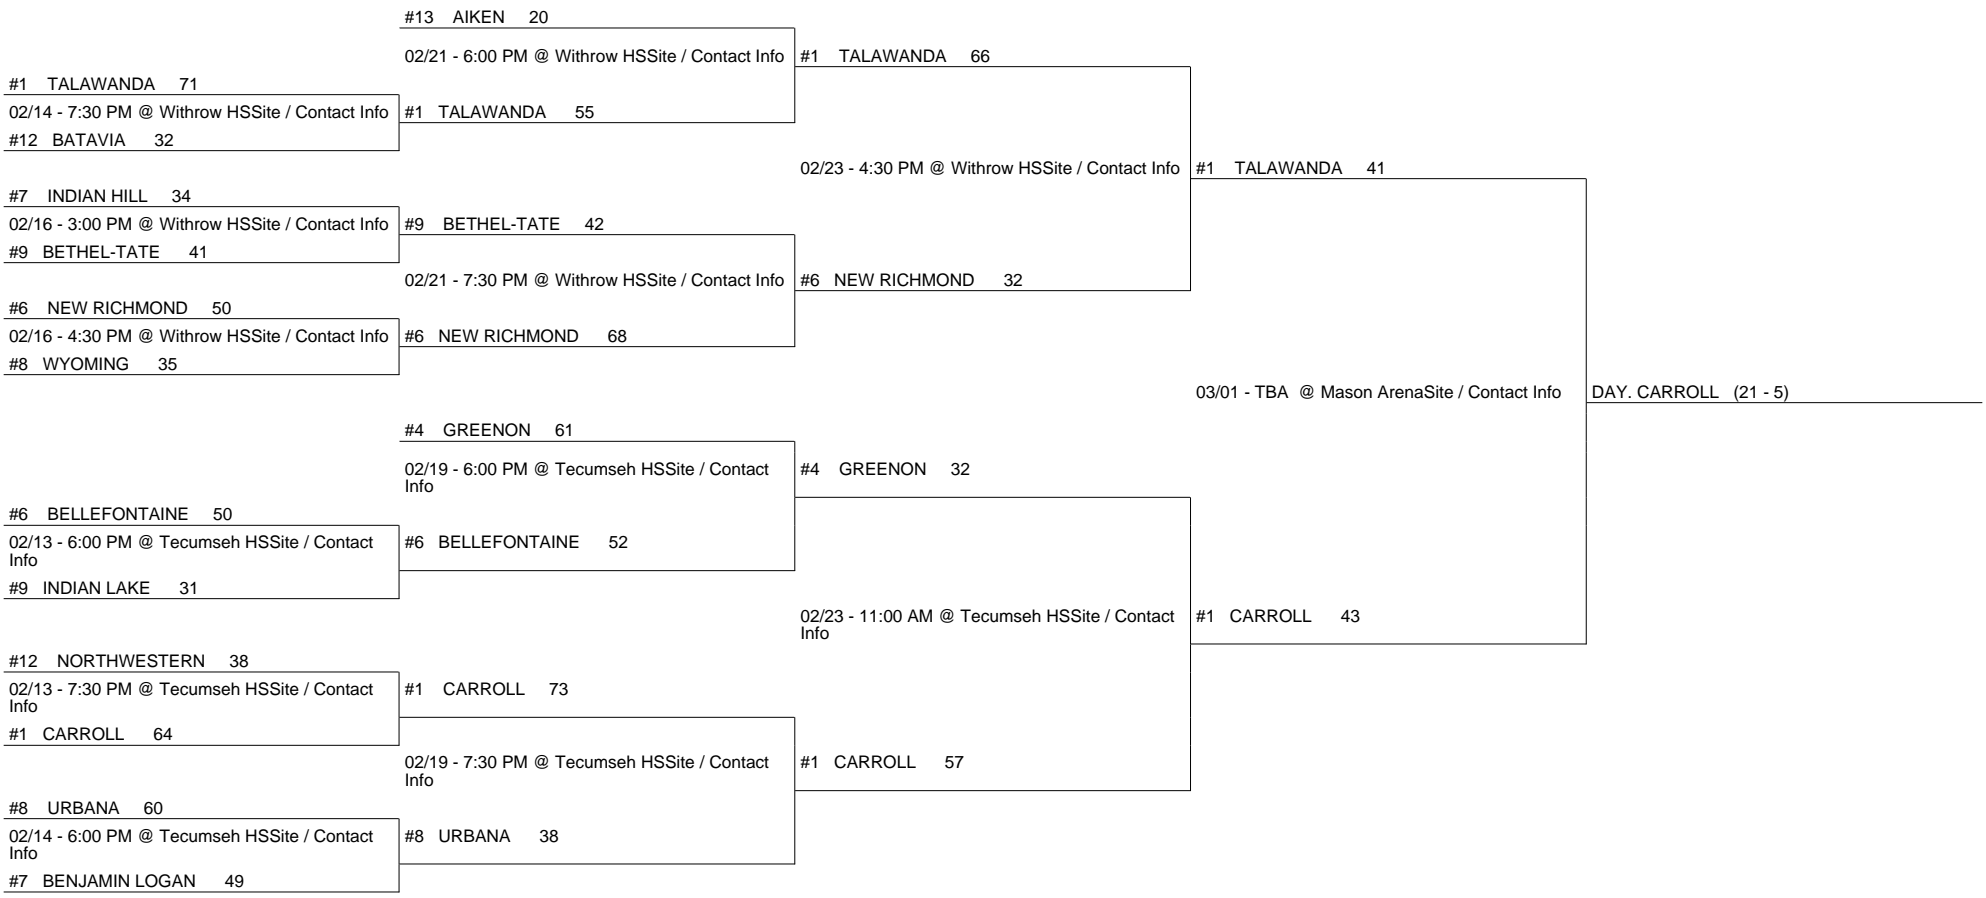 #13 AIKEN 20
02/21 - 6:00 PM @ Withrow HSSite / Contact Info
#1 TALAWANDA 66
#1 TALAWANDA 71
02/14 - 7:30 PM @ Withrow HSSite / Contact Info
#1 TALAWANDA 55
#12 BATAVIA 32
02/23 - 4:30 PM @ Withrow HSSite / Contact Info
#1 TALAWANDA 41
#7 INDIAN HILL 34
02/16 - 3:00 PM @ Withrow HSSite / Contact Info
#9 BETHEL-TATE 42
#9 BETHEL-TATE 41
02/21 - 7:30 PM @ Withrow HSSite / Contact Info
#6 NEW RICHMOND 32
#6 NEW RICHMOND 50
02/16 - 4:30 PM @ Withrow HSSite / Contact Info
#6 NEW RICHMOND 68
#8 WYOMING 35
03/01 - TBA @ Mason ArenaSite / Contact Info
DAY. CARROLL (21 - 5)
#4 GREENON 61
02/19 - 6:00 PM @ Tecumseh HSSite / Contact
Info
#4 GREENON 32
#6 BELLEFONTAINE 50
02/13 - 6:00 PM @ Tecumseh HSSite / Contact
Info
#6 BELLEFONTAINE 52
#9 INDIAN LAKE 31
02/23 - 11:00 AM @ Tecumseh HSSite / Contact
Info
#1 CARROLL 43
#12 NORTHWESTERN 38
02/13 - 7:30 PM @ Tecumseh HSSite / Contact
Info
#1 CARROLL 73
#1 CARROLL 64
02/19 - 7:30 PM @ Tecumseh HSSite / Contact
Info
#1 CARROLL 57
#8 URBANA 60
02/14 - 6:00 PM @ Tecumseh HSSite / Contact
Info
#8 URBANA 38
#7 BENJAMIN LOGAN 49